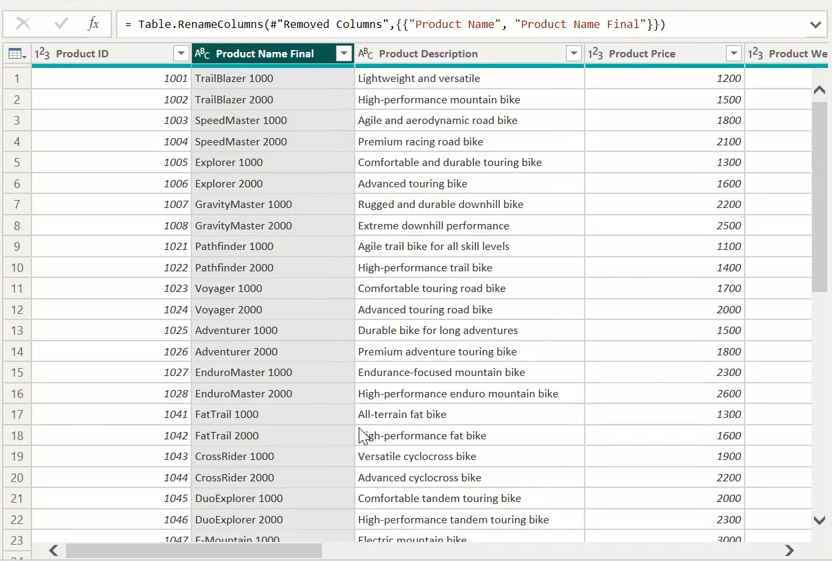 fx = Table.RenameColumns(#"Removed Columns",{{"Product Name", "Product Name Final"}})
1²3 Product ID ABC Product Name Final ABC Product Description 1²3 Product Price 1²3 Product We
1 1001 TrailBlazer 1000 Lightweight and versatile 1200
2 1002 TrailBlazer 2000 High-performance mountain bike 1500
3 1003 SpeedMaster 1000 Agile and aerodynamic road bike 1800
4 1004 SpeedMaster 2000 Premium racing road bike 2100
5 1005 Explorer 1000 Comfortable and durable touring bike 1300
6 1006 Explorer 2000 Advanced touring bike 1600
7 1007 GravityMaster 1000 Rugged and durable downhill bike 2200
8 1008 GravityMaster 2000 Extreme downhill performance 2500
9 1021 Pathfinder 1000 Agile trail bike for all skill levels 1100
10 1022 Pathfinder 2000 High-performance trail bike 1400
11 1023 Voyager 1000 Comfortable touring road bike 1700
12 1024 Voyager 2000 Advanced touring road bike 2000
13 1025 Adventurer 1000 Durable bike for long adventures 1500
14 1026 Adventurer 2000 Premium adventure touring bike 1800
15 1027 EnduroMaster 1000 Endurance-focused mountain bike 2300
16 1028 EnduroMaster 2000 High-performance enduro mountain bike 2600
17 1041 FatTrail 1000 All-terrain fat bike 1300
18 1042 FatTrail 2000 High-performance fat bike 1600
19 1043 CrossRider 1000 Versatile cyclocross bike 1900
20 1044 CrossRider 2000 Advanced cyclocross bike 2200
21 1045 DuoExplorer 1000 Comfortable tandem touring bike 2000
22 1046 DuoExplorer 2000 High-performance tandem touring bike 2300
23 1047 E-Mountain 1000 Electric mountain bike 3000